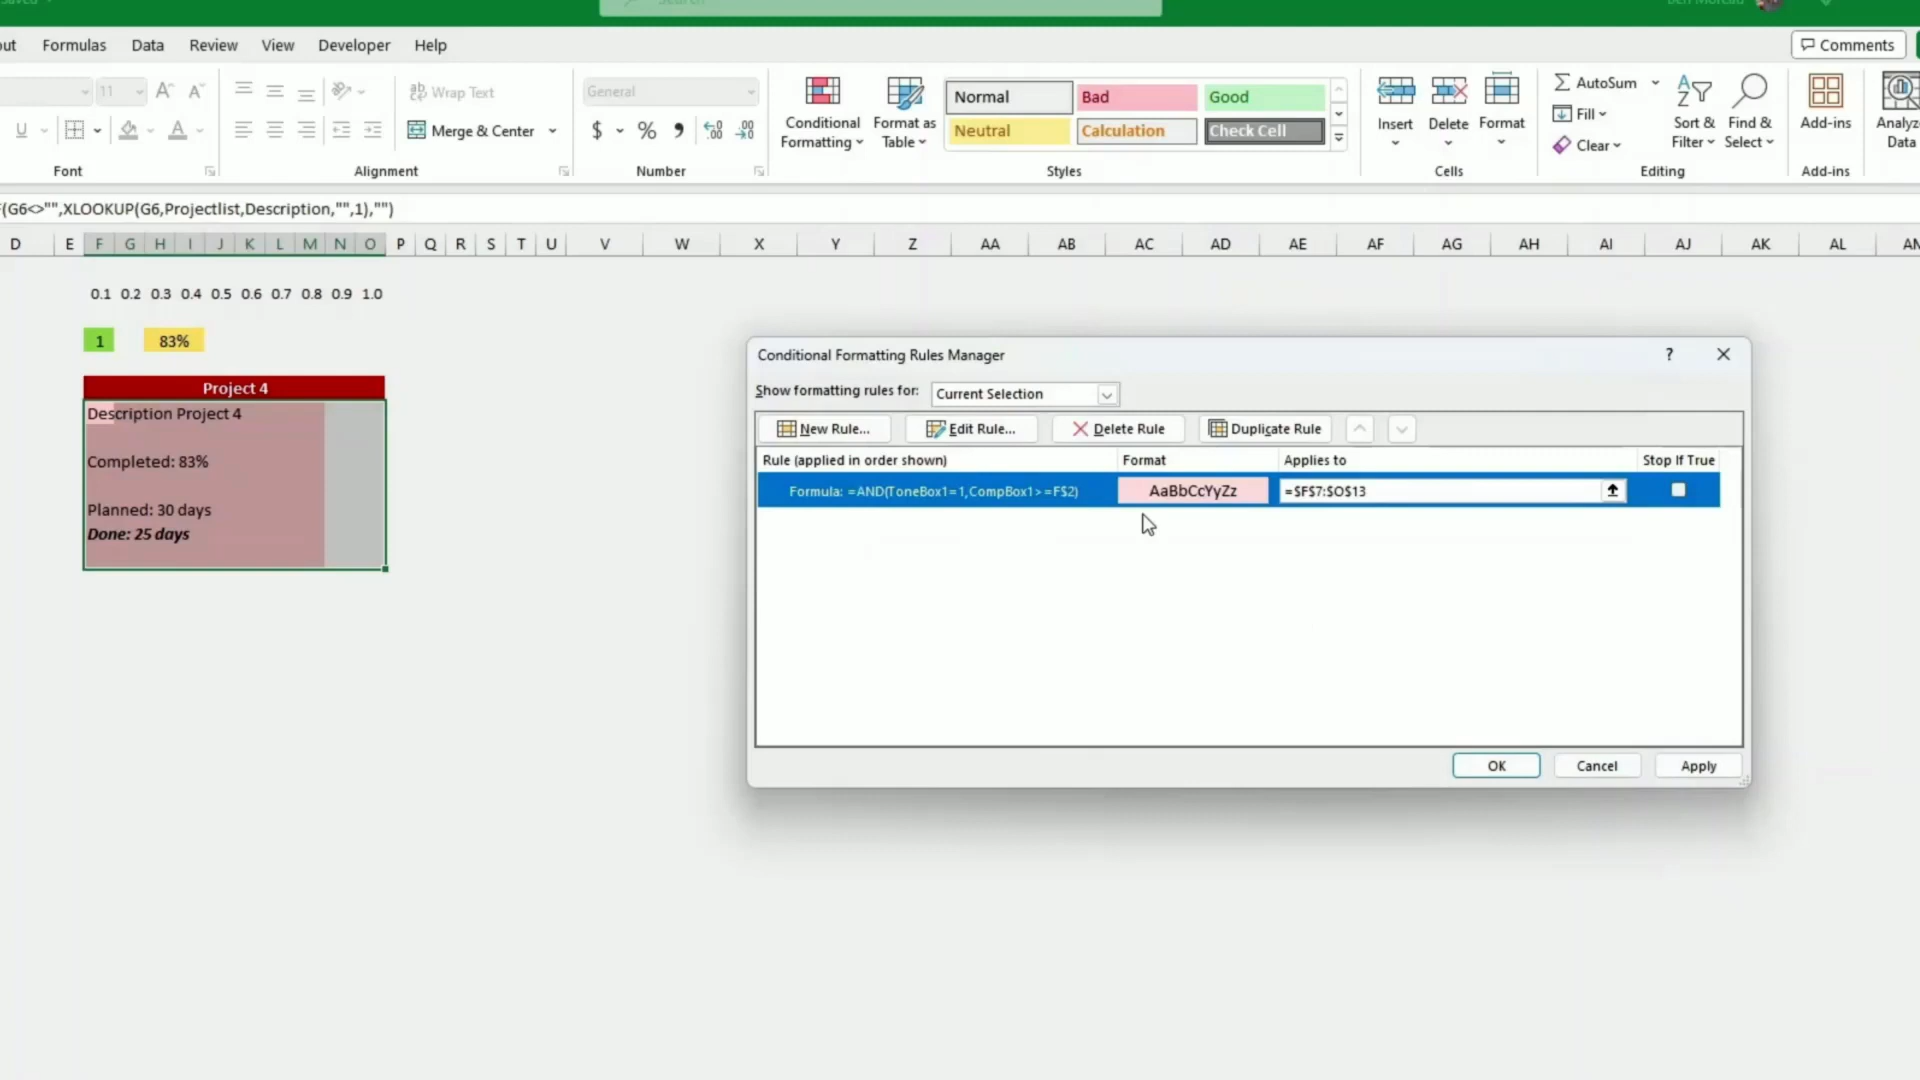 Formulas Data Review View Developer Help Comments
11 General Normal Bad Good AutoSum
Wrap Text Conditional Formatting Format as Table Insert Delete Format Fill Sort & Filter Find & Select Add-ins Data
Merge & Center $ % Neutral Calculation Check Cell Clear
Font Alignment Number Styles Cells Editing Add-ins
(G6<>"",XLOOKUP(G6,Projectlist,Description,"",1),"")
D E F G H I J K L M N O P Q R S T U V W X Y Z AA AB AC AD AE AF AG AH AI AJ AK AL
0.1 0.2 0.3 0.4 0.5 0.6 0.7 0.8 0.9 1.0
1 83%
Project 4
Description Project 4
Completed: 83%
Planned: 30 days
Done: 25 days
Conditional Formatting Rules Manager ?
Show formatting rules for: Current Selection
New Rule... Edit Rule... Delete Rule Duplicate Rule
Rule (applied in order shown) Format Applies to Stop If True
Formula: =AND(ToneBox1=1,CompBox1>=F$2) AaBbCcYyZz =$F$7:$O$13
OK Cancel Apply